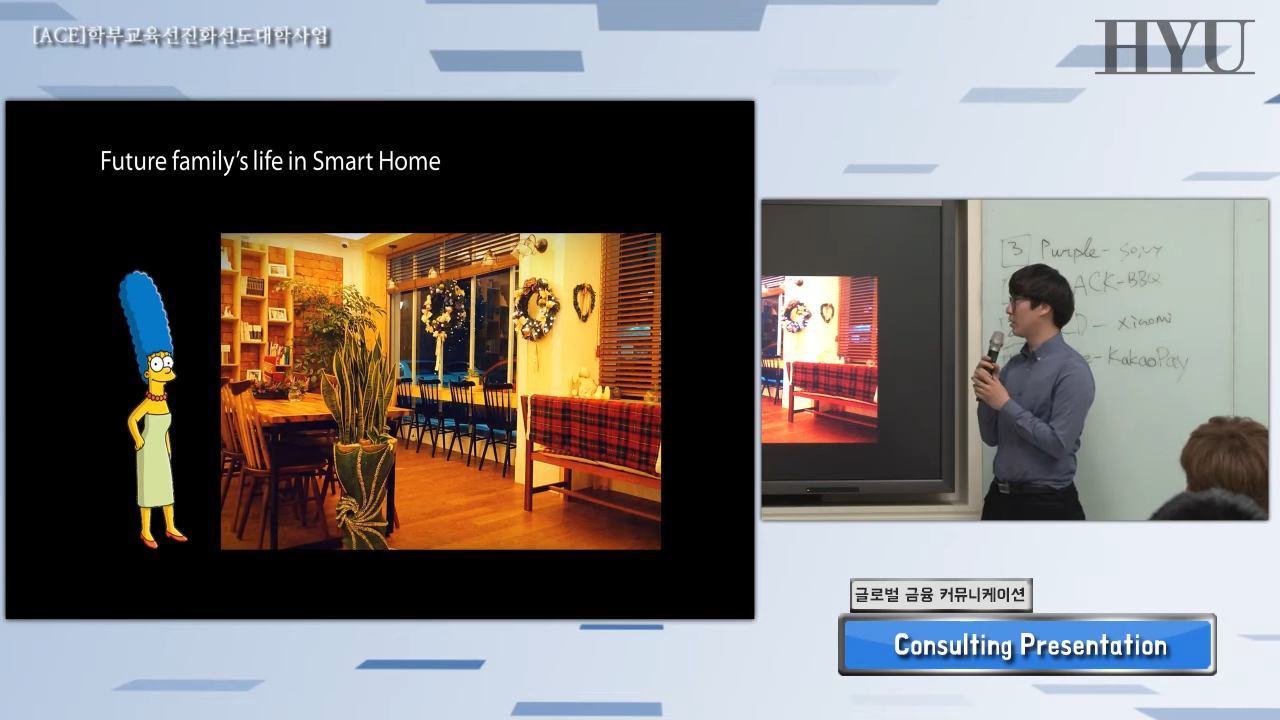 [ACE]학부교육선진화선도대학사업
HYU
Future family's life in Smart Home
3 Purple- Sony
ACK-BBQ
- Xiaomi
- KakaoPay
글로벌 금융 커뮤니케이션
Consulting Presentation